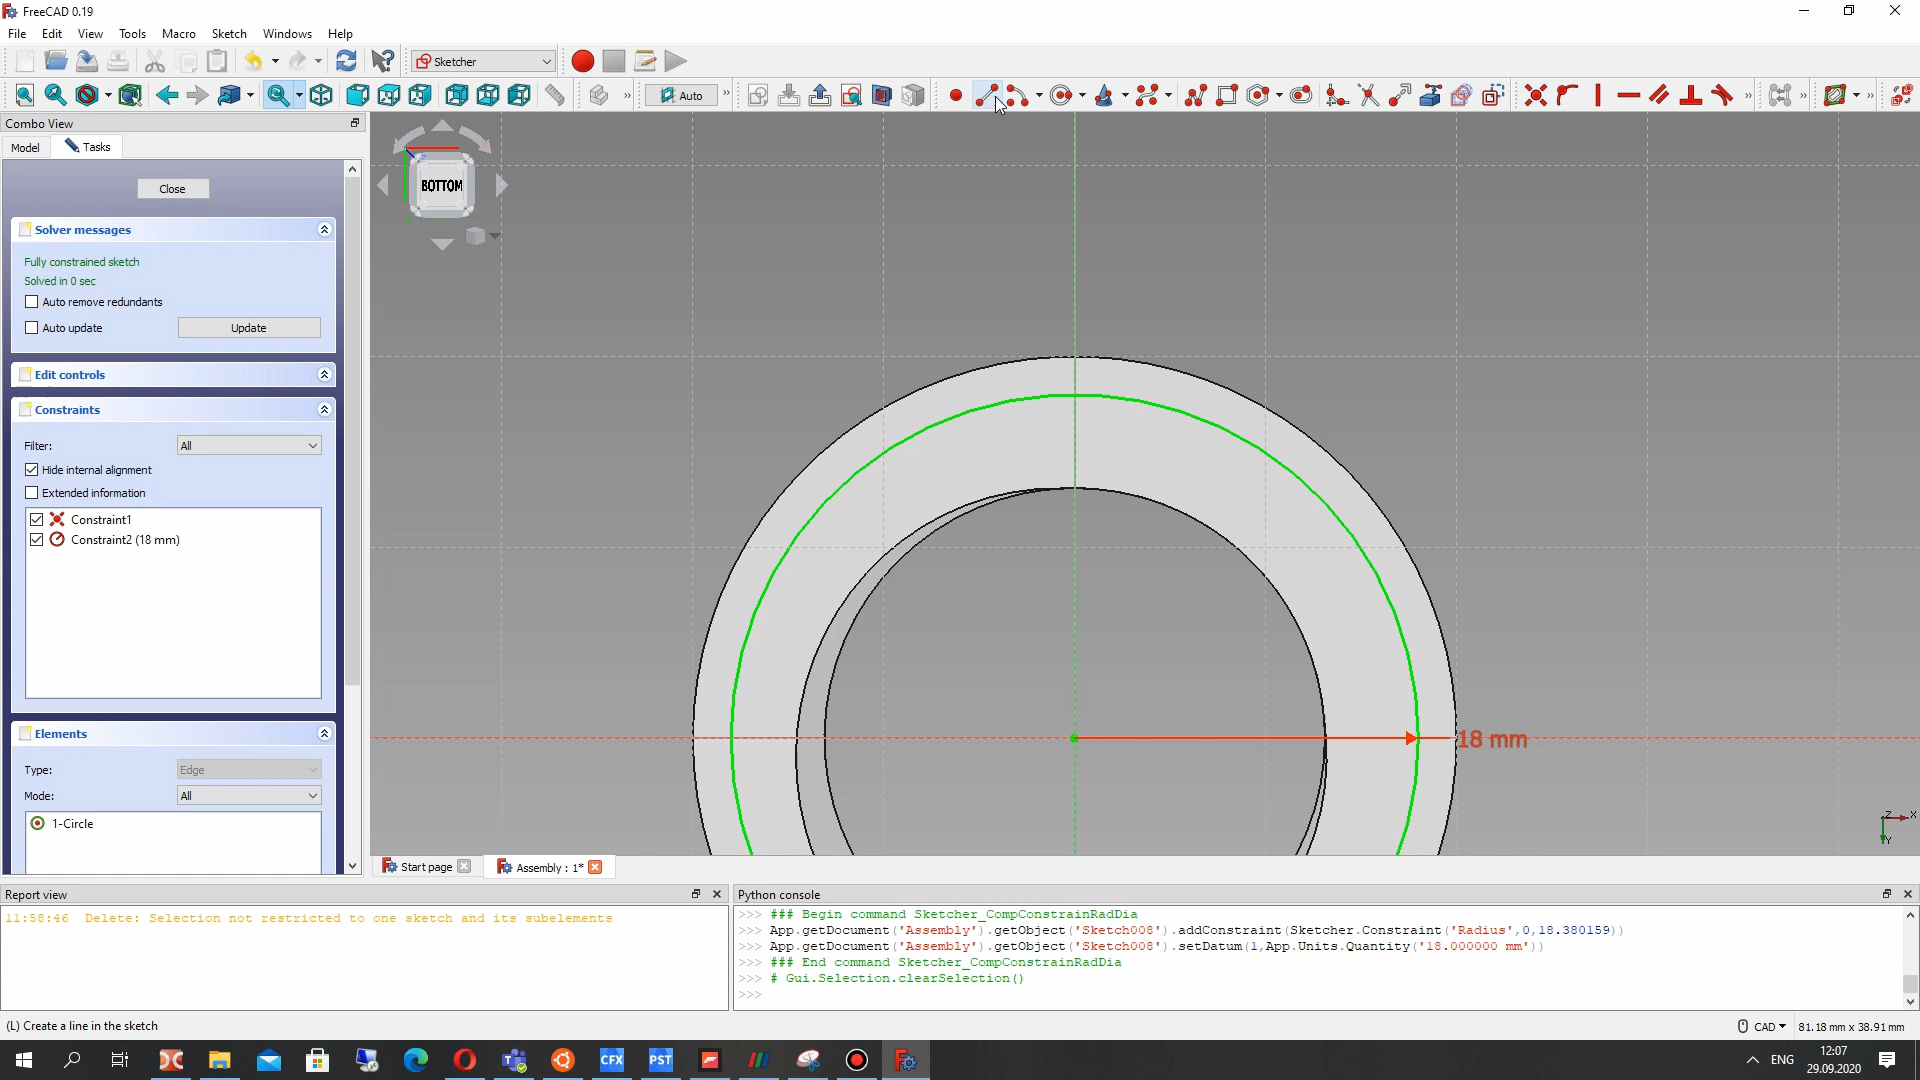 FreeCAD 0.19
File Edit View Tools Macro Sketch Windows Help
Sketcher
Auto
Combo View
Model Tasks
BOTTOM
Close
Solver messages
Fully constrained sketch
Solved in 0 sec
Auto remove redundants
Auto update Update
Edit controls
Constraints
Filter: All
Hide internal alignment
Extended information
Constraint1
Constraint2 (18 mm)
18 mm
Elements
Type: Edge
Mode: All
1-Circle
Z X
Y
Start page Assembly : 1*
Report view
11:58:46 Delete: Selection not restricted to one sketch and its subelements
Python console
>>> ### Begin command Sketcher_CompConstrainRadDia
>>> App.getDocument('Assembly').getObject('Sketch008').addConstraint(Sketcher.Constraint('Radius',0,18.380159))
>>> App.getDocument('Assembly').getObject('Sketch008').setDatum(1,App.Units.Quantity('18.000000 mm'))
>>> ### End command Sketcher_CompConstrainRadDia
>>> # Gui.Selection.clearSelection()
>>>
(L) Create a line in the sketch
CAD 81.18 mm x 38.91 mm
CFX PST
ENG 12:07
29.09.2020